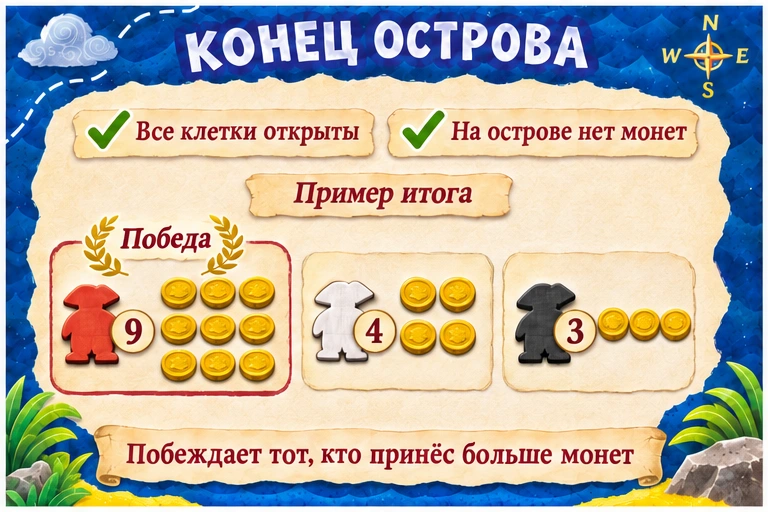 КОНЕЦ ОСТРОВА
N
W E
S
Все клетки открыты
На острове нет монет
Пример итога
Победа
9
4
3
Побеждает тот, кто принёс больше монет